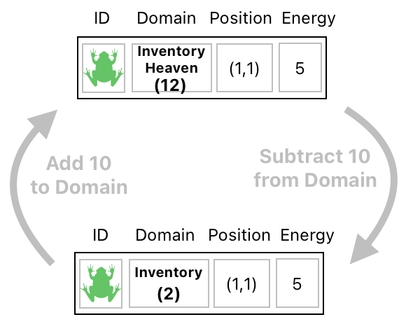 ID Domain Position Energy
Inventory
Heaven
(12)
(1,1)
5
Add 10
to Domain
Subtract 10
from Domain
ID Domain Position Energy
Inventory
(2)
(1,1)
5